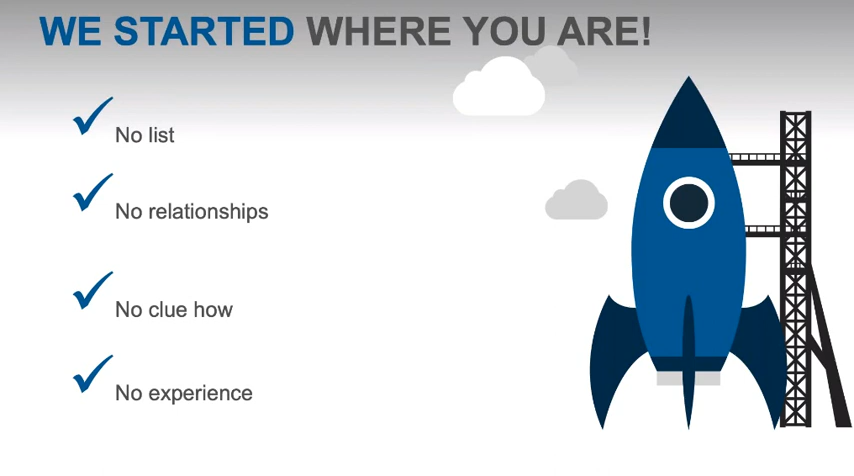 WE STARTED WHERE YOU ARE!
No list
No relationships
No clue how
No experience